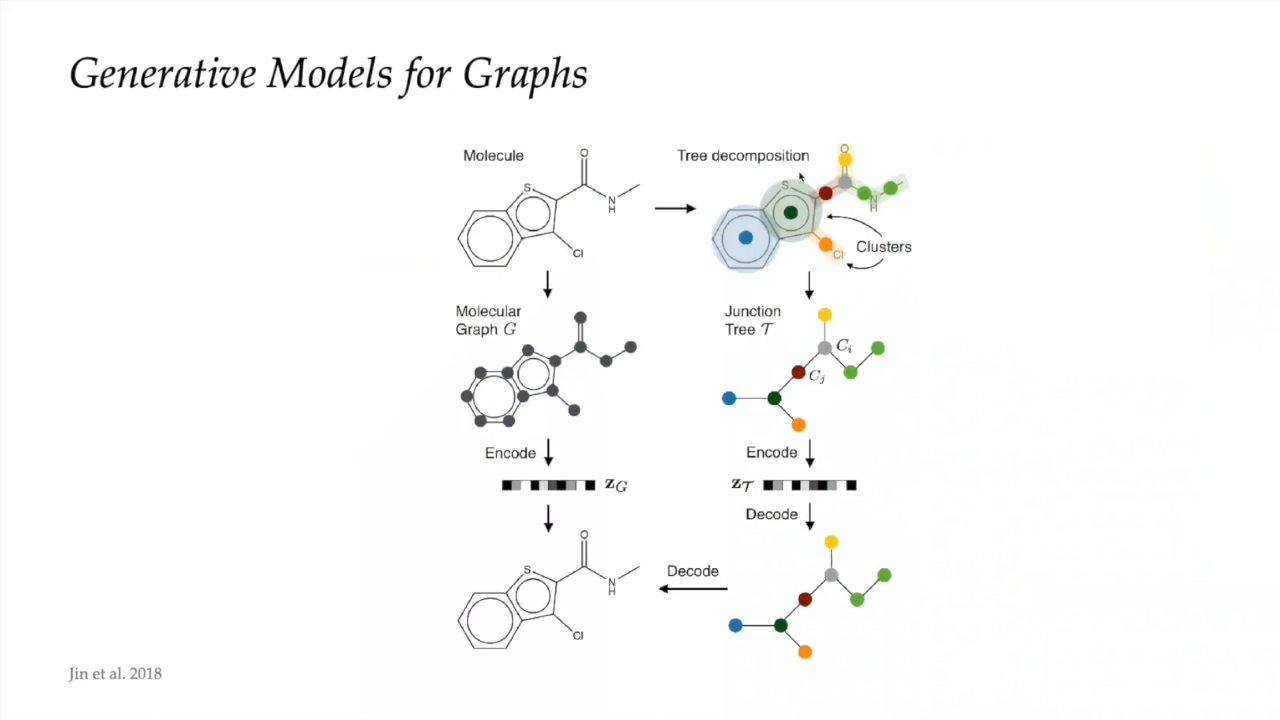 Generative Models for Graphs
Molecule
O
S
N
H
Cl
Tree decomposition
O
S
N
H
Cl
Clusters
Molecular
Graph G
Junction
Tree 𝒯
C_i
C_j
Encode
z_G
Encode
z_𝒯
Decode
O
S
N
H
Cl
Decode
Jin et al. 2018